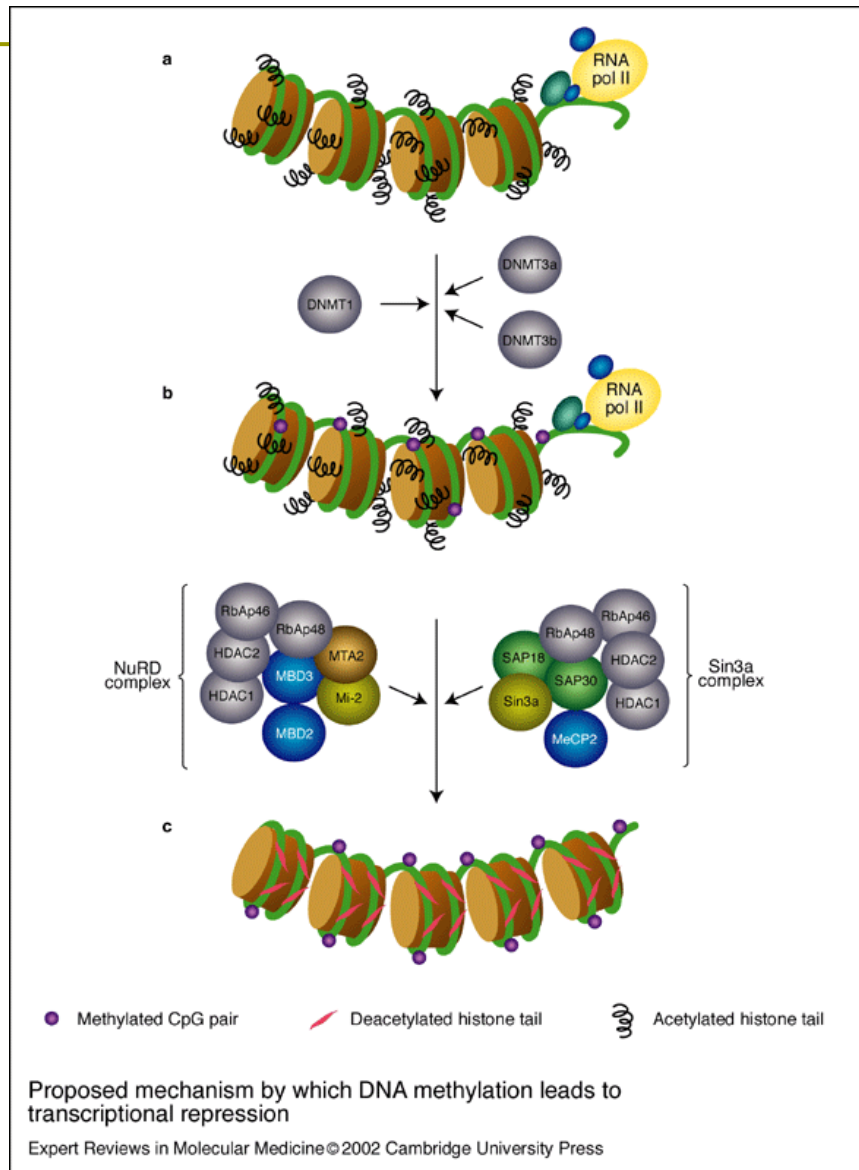 a
RNA
pol II
DNMT3a
DNMT1
DNMT3b
b
RNA
pol II
RbAp46
RbAp48
HDAC2
MTA2
NuRD
complex
MBD3
HDAC1
Mi-2
MBD2
RbAp46
RbAp48
SAP18
HDAC2
SAP30
Sin3a
complex
Sin3a
HDAC1
MeCP2
c
Methylated CpG pair
Deacetylated histone tail
Acetylated histone tail
Proposed mechanism by which DNA methylation leads to
transcriptional repression
Expert Reviews in Molecular Medicine©2002 Cambridge University Press